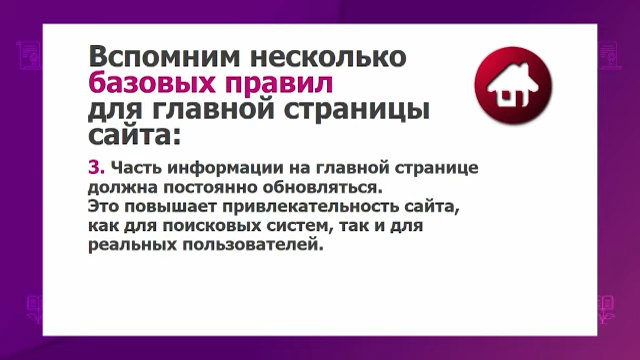 Вспомним несколько
базовых правил
для главной страницы
сайта:
3. Часть информации на главной странице
должна постоянно обновляться.
Это повышает привлекательность сайта,
как для поисковых систем, так и для
реальных пользователей.